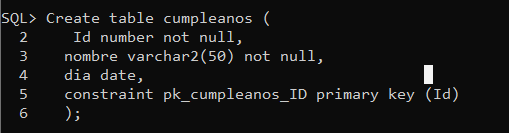 SQL> Create table cumpleanos (
2 Id number not null,
3 nombre varchar2(50) not null,
4 dia date,
5 constraint pk_cumpleanos_ID primary key (Id)
6 );